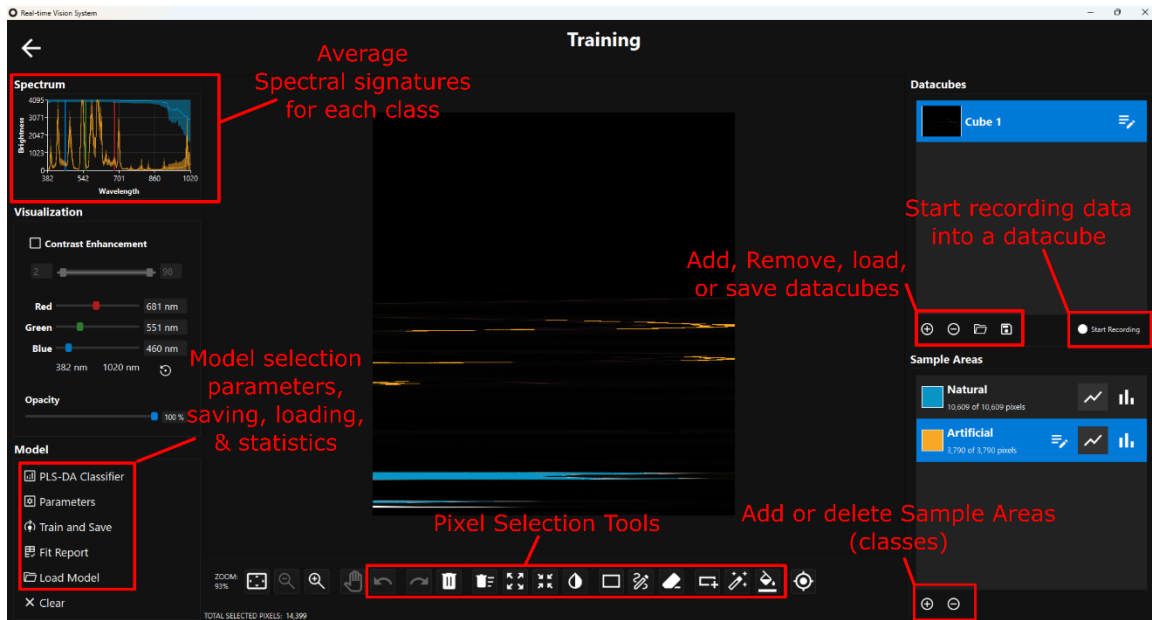 Real-time Vision System
Training
Average
Spectral signatures
for each class
Spectrum
4095
3071
2047
1023
0
Brightness
382 542 701 860 1020
Wavelength
Visualization
Contrast Enhancement
2 98
Red 681 nm
Green 551 nm
Blue 460 nm
382 nm 1020 nm
Opacity
100 %
Model selection
parameters,
saving, loading,
& statistics
Model
PLS-DA Classifier
Parameters
Train and Save
Fit Report
Load Model
Clear
Pixel Selection Tools
ZOOM:
93%
TOTAL SELECTED PIXELS: 14,399
Datacubes
Cube 1
Start recording data
into a datacube
Add, Remove, load,
or save datacubes
Start Recording
Sample Areas
Natural
10,609 of 10,609 pixels
Artificial
3,790 of 3,790 pixels
Add or delete Sample Areas
(classes)